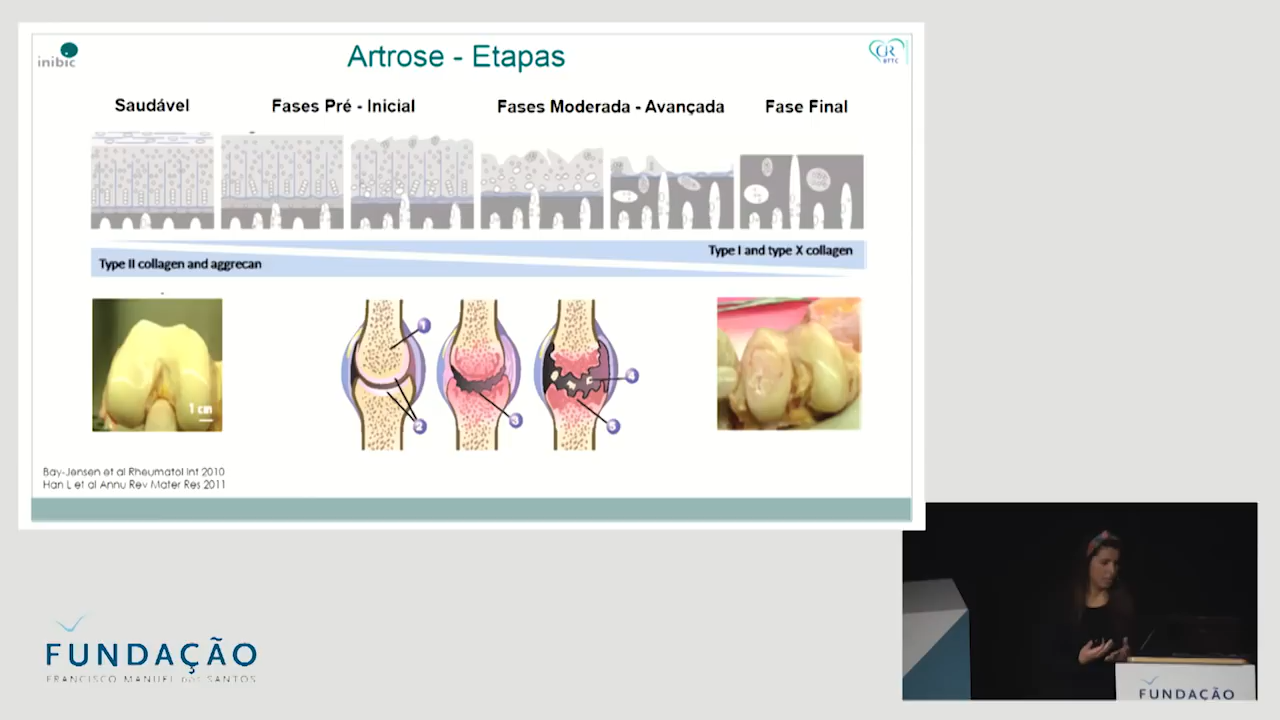 inibic
Artrose - Etapas
CR
BTTC
Saudável
Fases Pré - Inicial
Fases Moderada - Avançada
Fase Final
Type I and type X collagen
Type II collagen and aggrecan
1 cm
1
2
3
4
5
Bay-Jensen et al Rheumatol Int 2010
Han L et al Annu Rev Mater Res 2011
FUNDAÇÃO
FRANCISCO MANUEL DOS SANTOS
FUNDAÇÃO